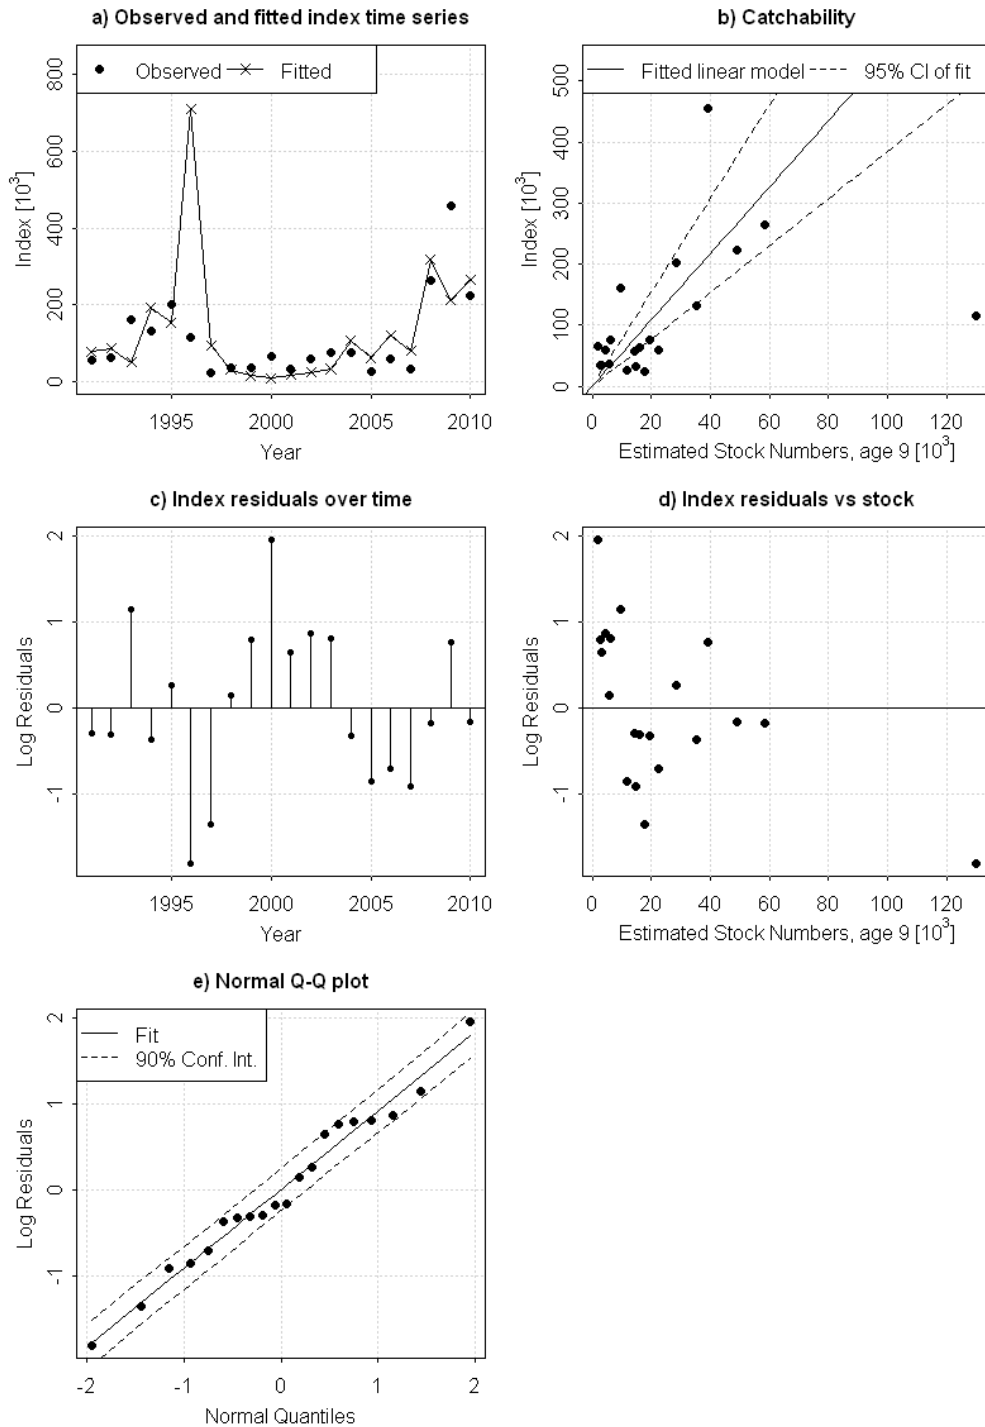 a) Observed and fitted index time series
Observed
Fitted
800
600
400
200
0
Index [10³]
1995
2000
2005
2010
Year
b) Catchability
Fitted linear model
95% CI of fit
500
400
300
200
100
0
Index [10³]
0
20
40
60
80
100
120
Estimated Stock Numbers, age 9 [10³]
c) Index residuals over time
2
1
0
-1
Log Residuals
1995
2000
2005
2010
Year
d) Index residuals vs stock
2
1
0
-1
Log Residuals
0
20
40
60
80
100
120
Estimated Stock Numbers, age 9 [10³]
e) Normal Q-Q plot
Fit
90% Conf. Int.
2
1
0
-1
Log Residuals
-2
-1
0
1
2
Normal Quantiles